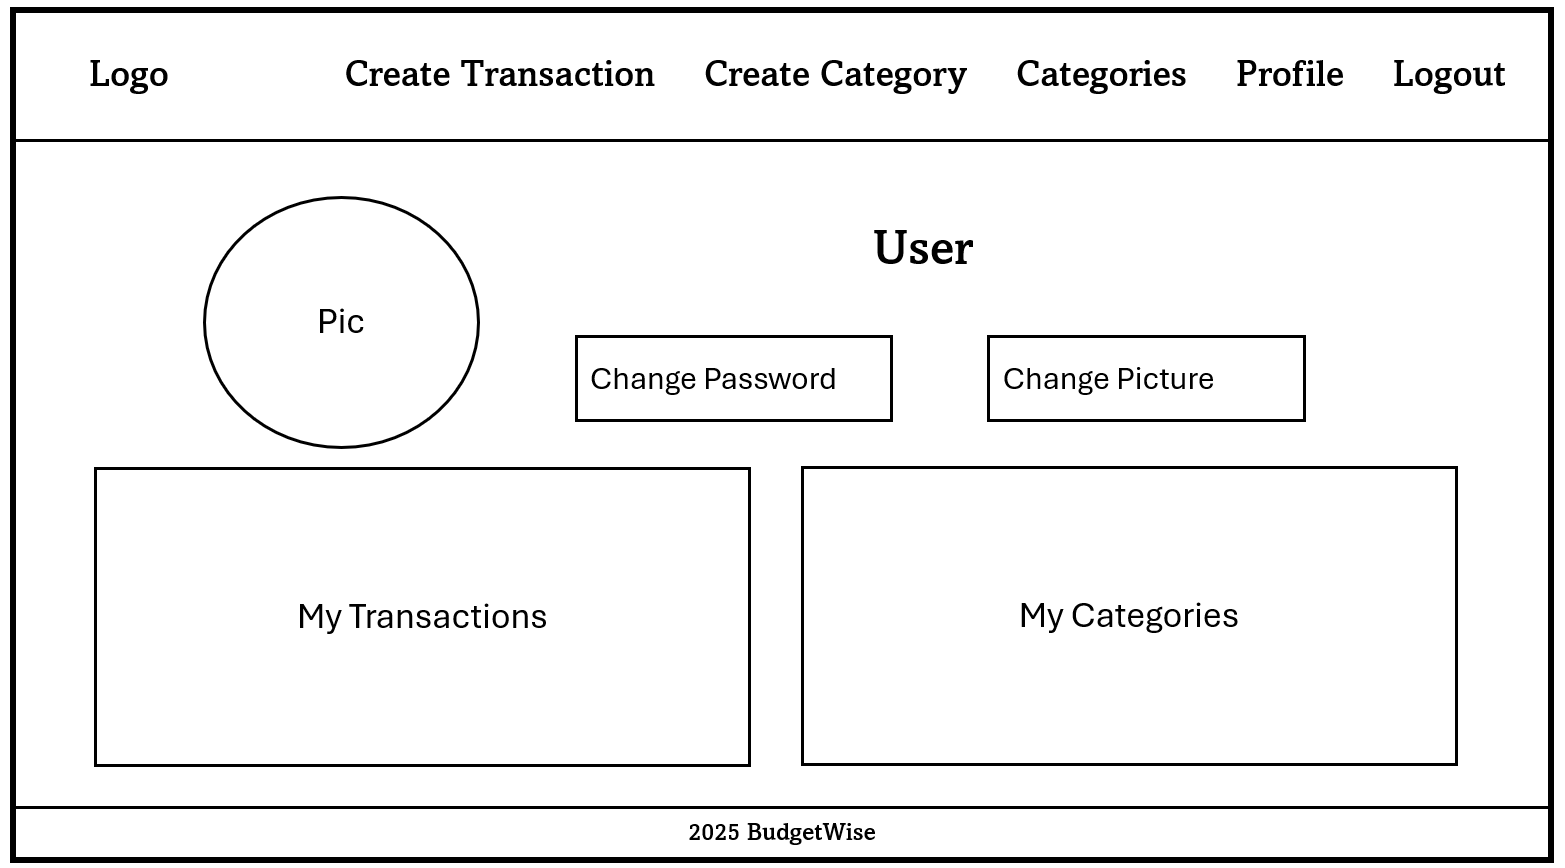 Logo
Create Transaction
Create Category
Categories
Profile
Logout
User
Pic
Change Password
Change Picture
My Transactions
My Categories
2025 BudgetWise